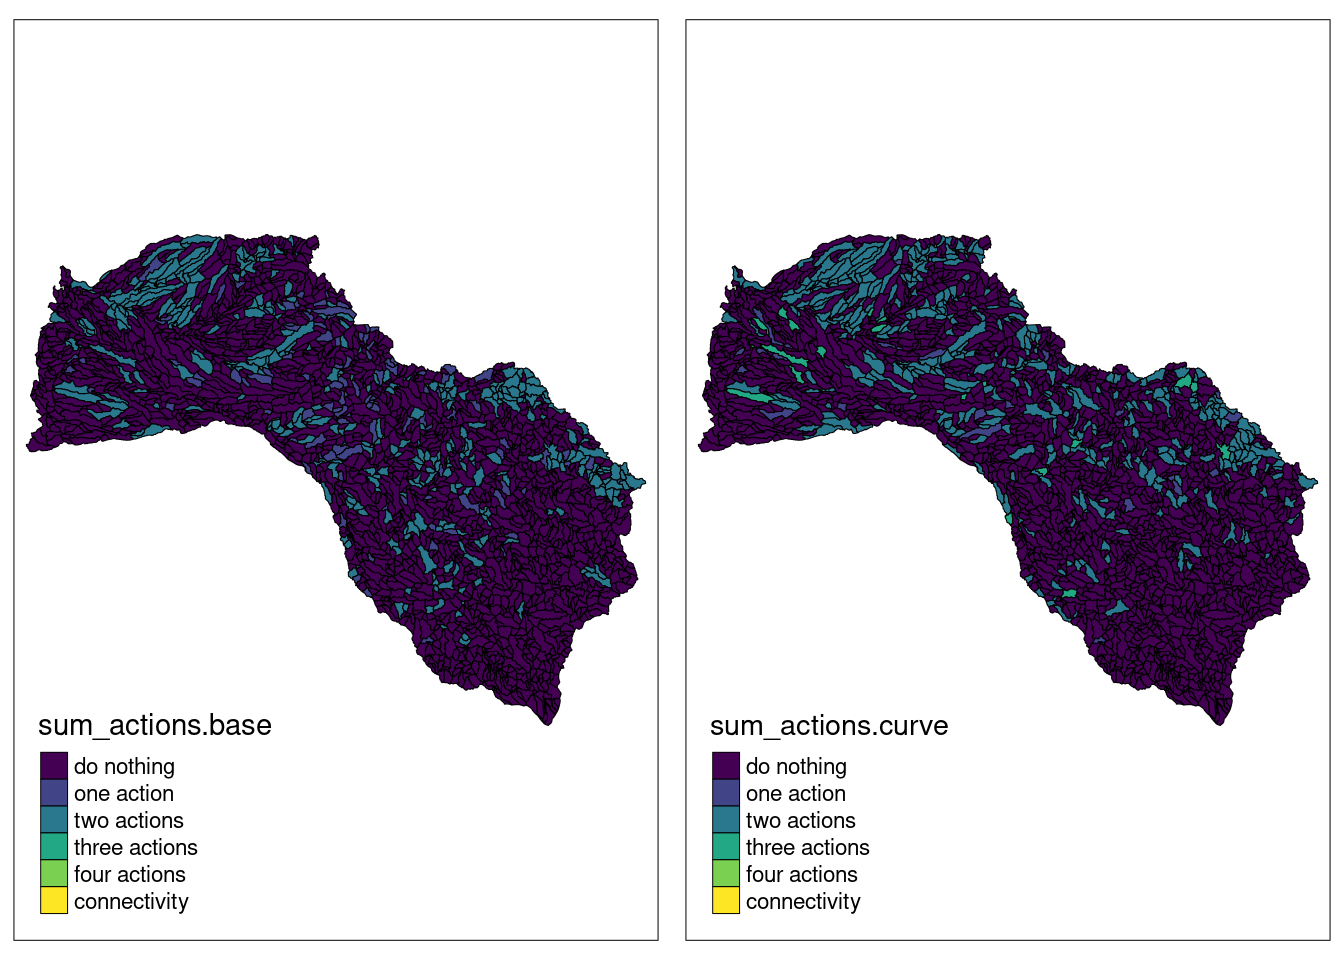 sum_actions.base
do nothing
one action
two actions
three actions
four actions
connectivity
sum_actions.curve
do nothing
one action
two actions
three actions
four actions
connectivity